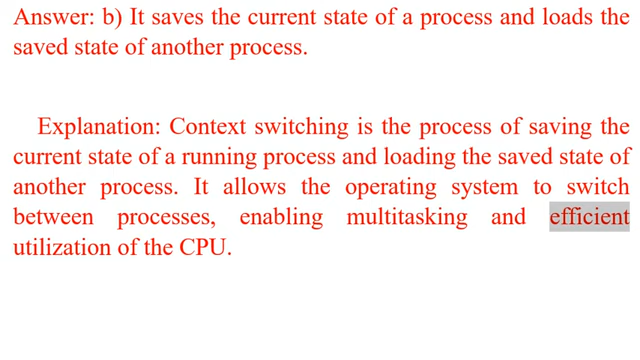 Answer: b) It saves the current state of a process and loads the
saved state of another process.
Explanation: Context switching is the process of saving the
current state of a running process and loading the saved state of
another process. It allows the operating system to switch
between processes, enabling multitasking and efficient
utilization of the CPU.